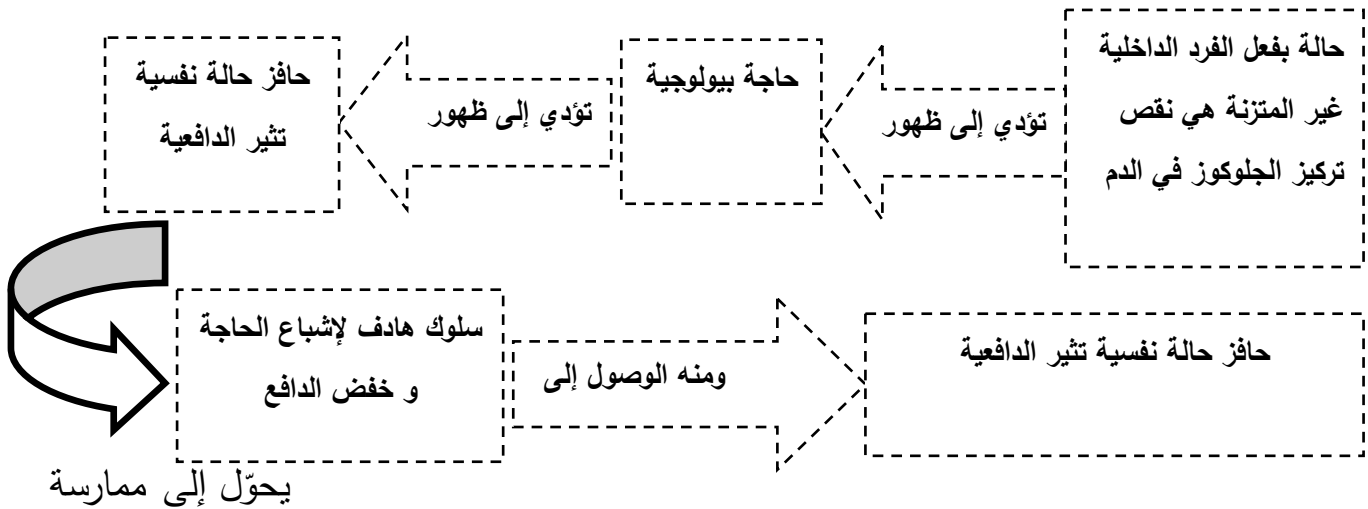 حالة بفعل الفرد الداخلية
غير المتزنة هي نقص
تركيز الجلوكوز في الدم
تؤدي إلى ظهور
حاجة بيولوجية
تؤدي إلى ظهور
حافز حالة نفسية
تثير الدافعية
يحوّل إلى ممارسة
سلوك هادف لإشباع الحاجة
و خفض الدافع
ومنه الوصول إلى
حافز حالة نفسية تثير الدافعية